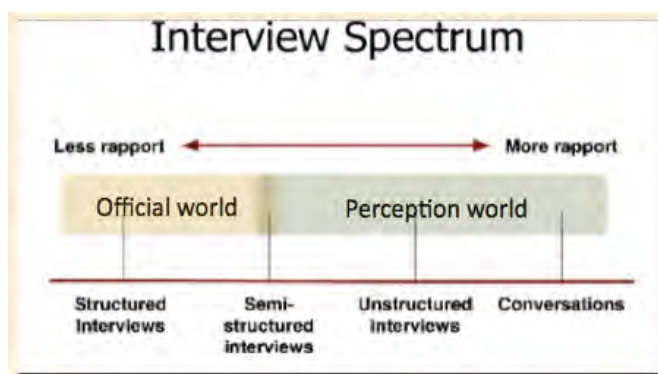 Interview Spectrum
Less rapport
More rapport
Official world
Perception world
Structured
Interviews
Semi-
structured
interviews
Unstructured
Interviews
Conversations